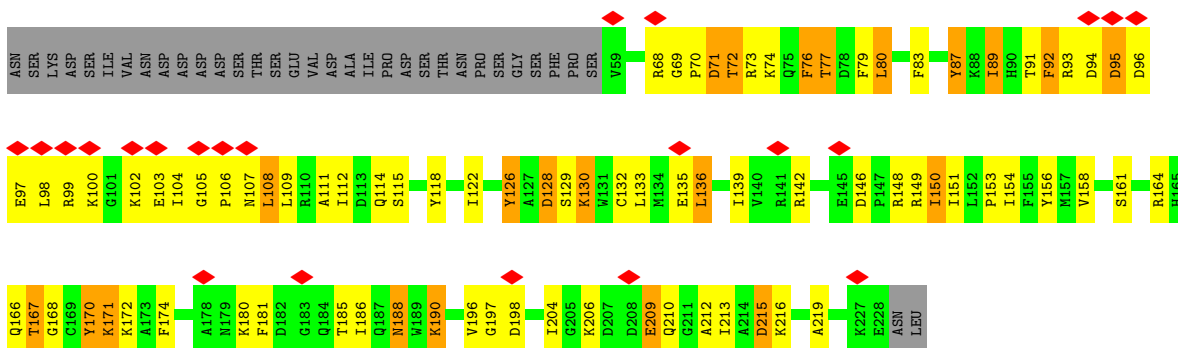 ASN SER LYS ASP SER ILE VAL ASN ASP ASP ASP ASP SER THR SER GLU VAL ASP ALA ILE PRO ASP SER THR ASN PRO SER GLY SER PHE PRO SER V59 R68 G69 P70 D71 T72 R73 K74 Q75 F76 T77 D78 F79 L80 F83 Y87 K88 I89 H90 T91 F92 R93 D94 D95 D96
E97 L98 R99 K100 G101 K102 E103 I104 G105 P106 N107 L108 L109 R110 A111 I112 D113 Q114 S115 Y118 I122 Y126 A127 D128 S129 K130 W131 C132 L133 M134 E135 L136 I139 V140 R141 R142 E145 D146 P147 R148 R149 I150 I151 L152 P153 I154 F155 Y156 M157 V158 S161 R164 H165
Q166 T167 G168 C169 Y170 K171 K172 A173 F174 A178 N179 K180 F181 D182 G183 Q184 T185 I186 Q187 N188 W189 K190 V196 G197 D198 I204 G205 K206 D207 D208 E209 Q210 G211 A212 I213 A214 D215 K216 A219 K227 E228 ASN LEU